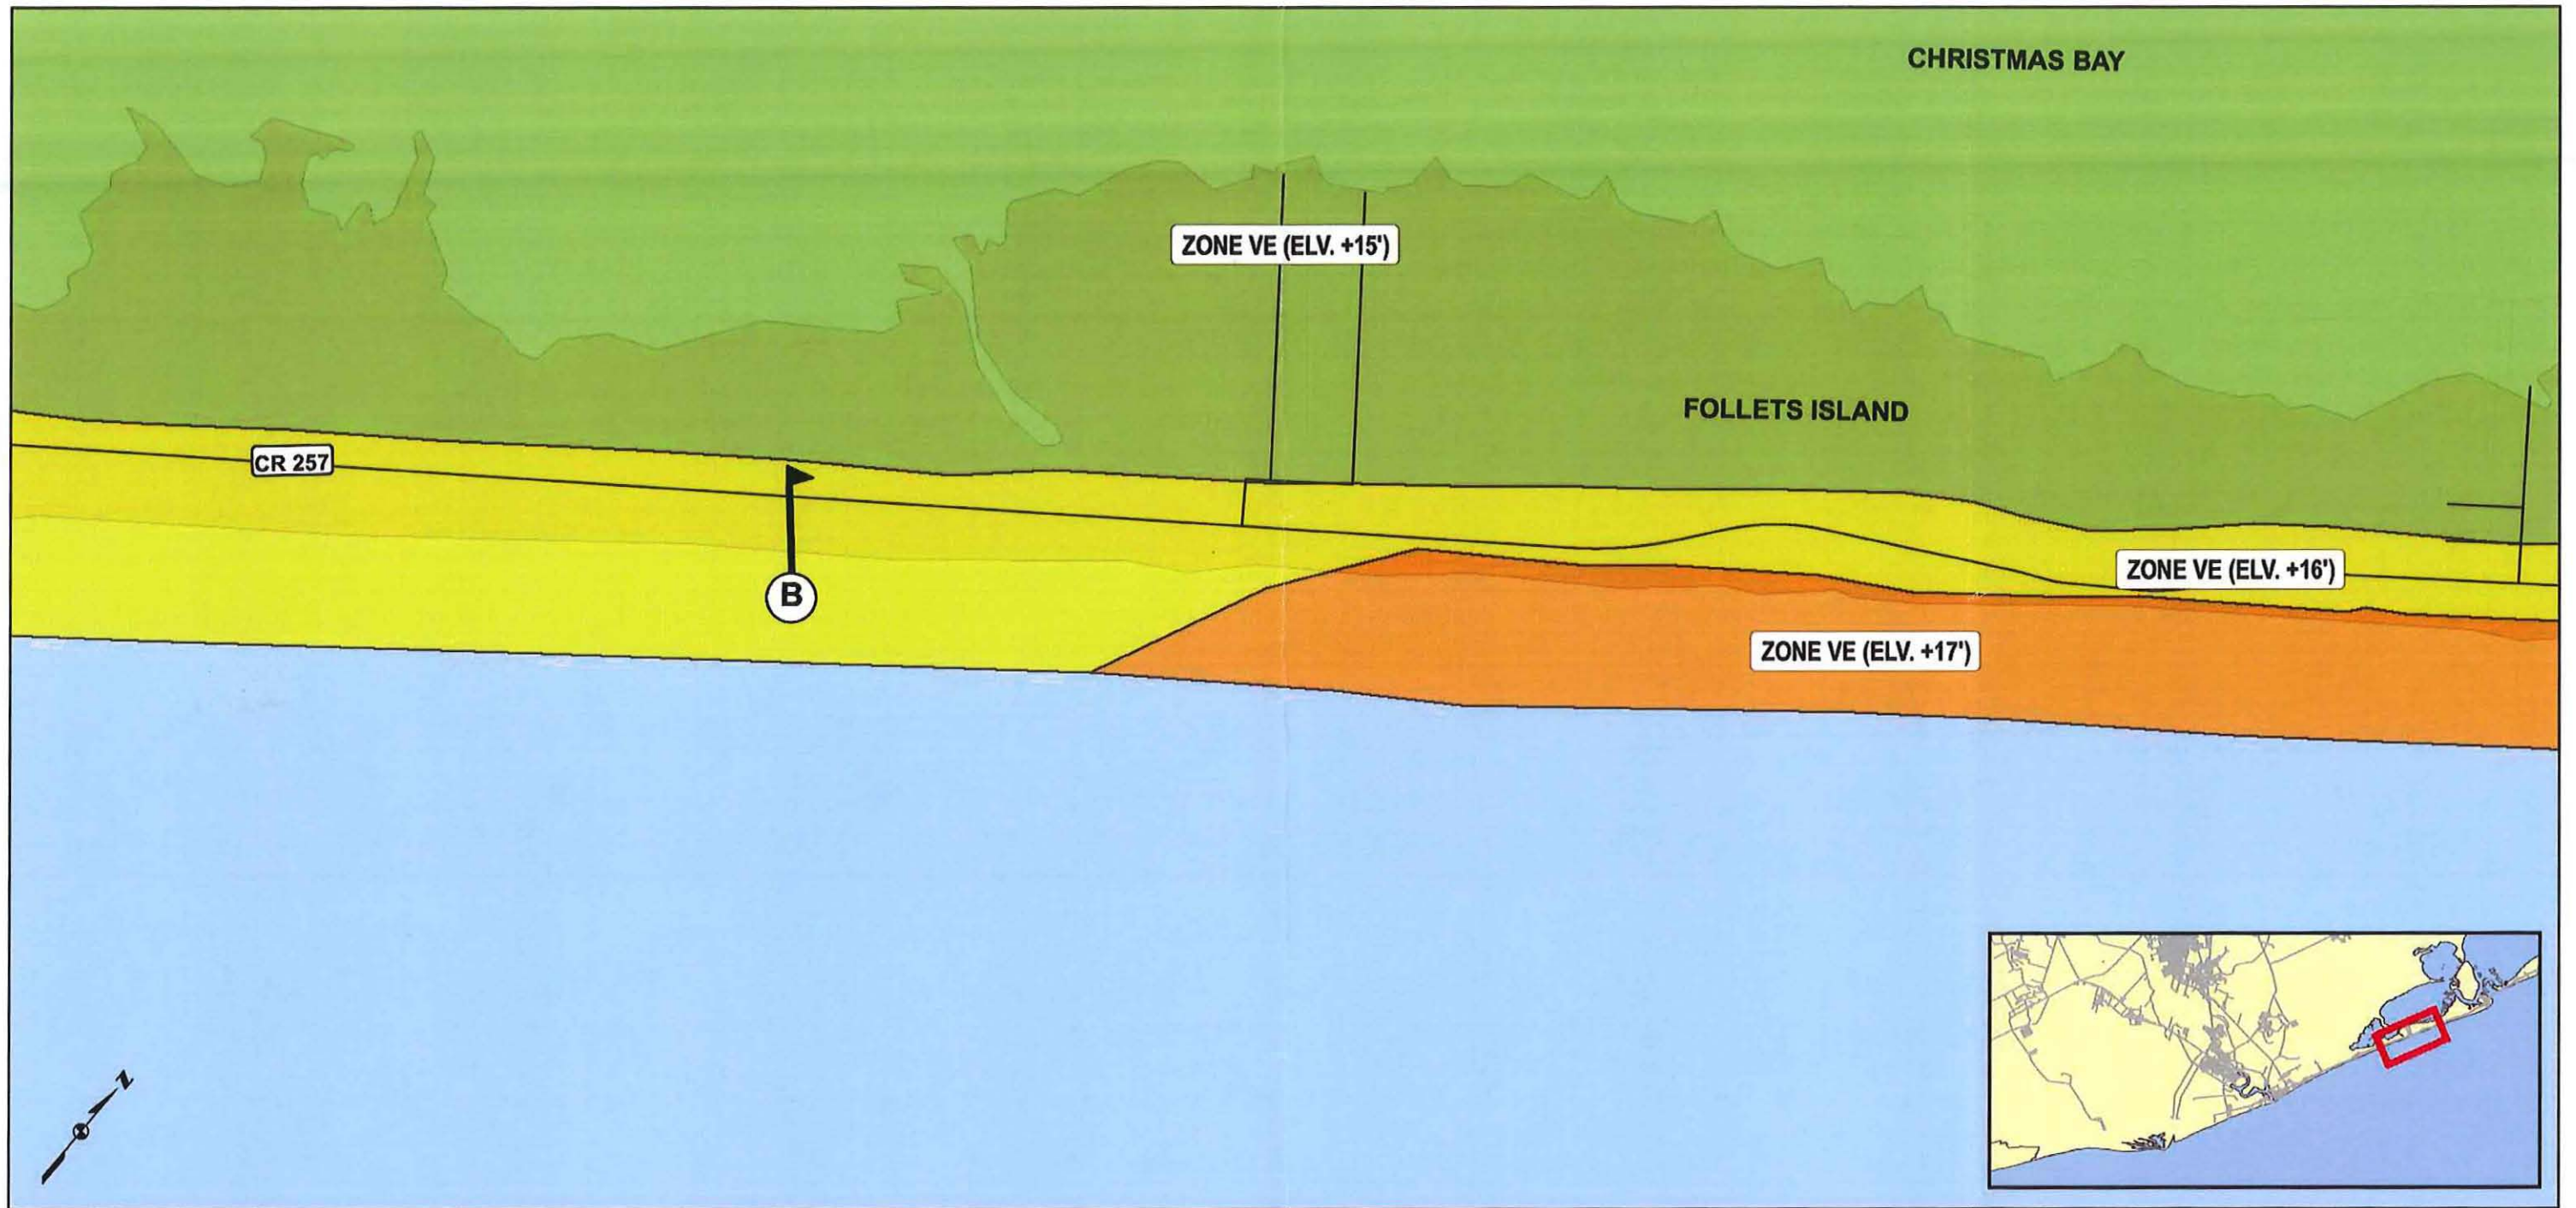 CHRISTMAS BAY
ZONE VE (ELV. +15')
FOLLETS ISLAND
CR 257
ZONE VE (ELV. +16')
B
ZONE VE (ELV. +17')
N